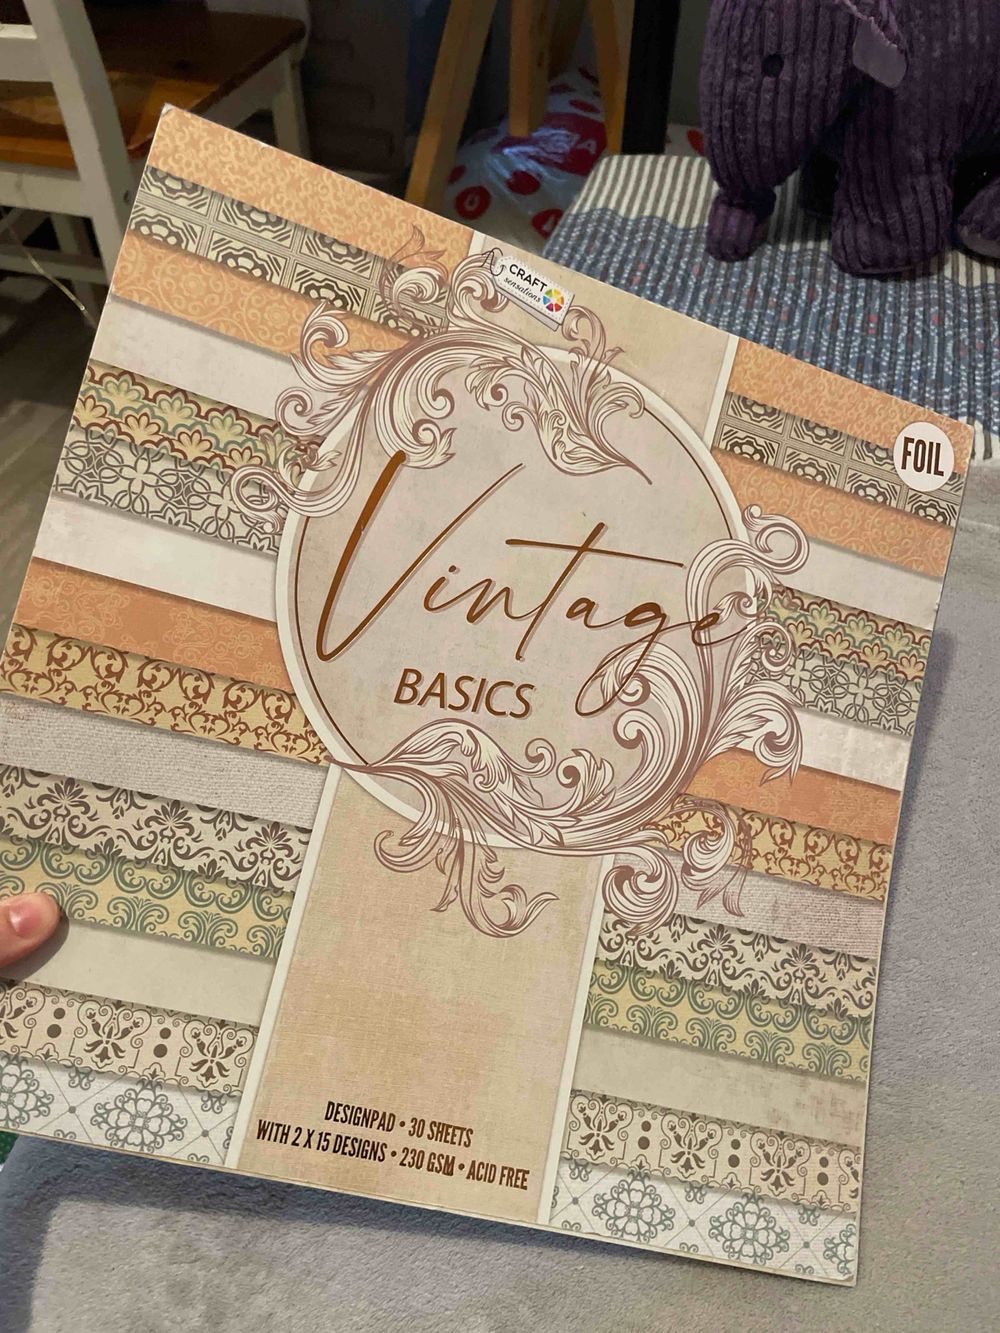 CRAFT
sensations
FOIL
Vintage
BASICS
DESIGNPAD • 30 SHEETS
WITH 2 X 15 DESIGNS • 230 GSM • ACID FREE